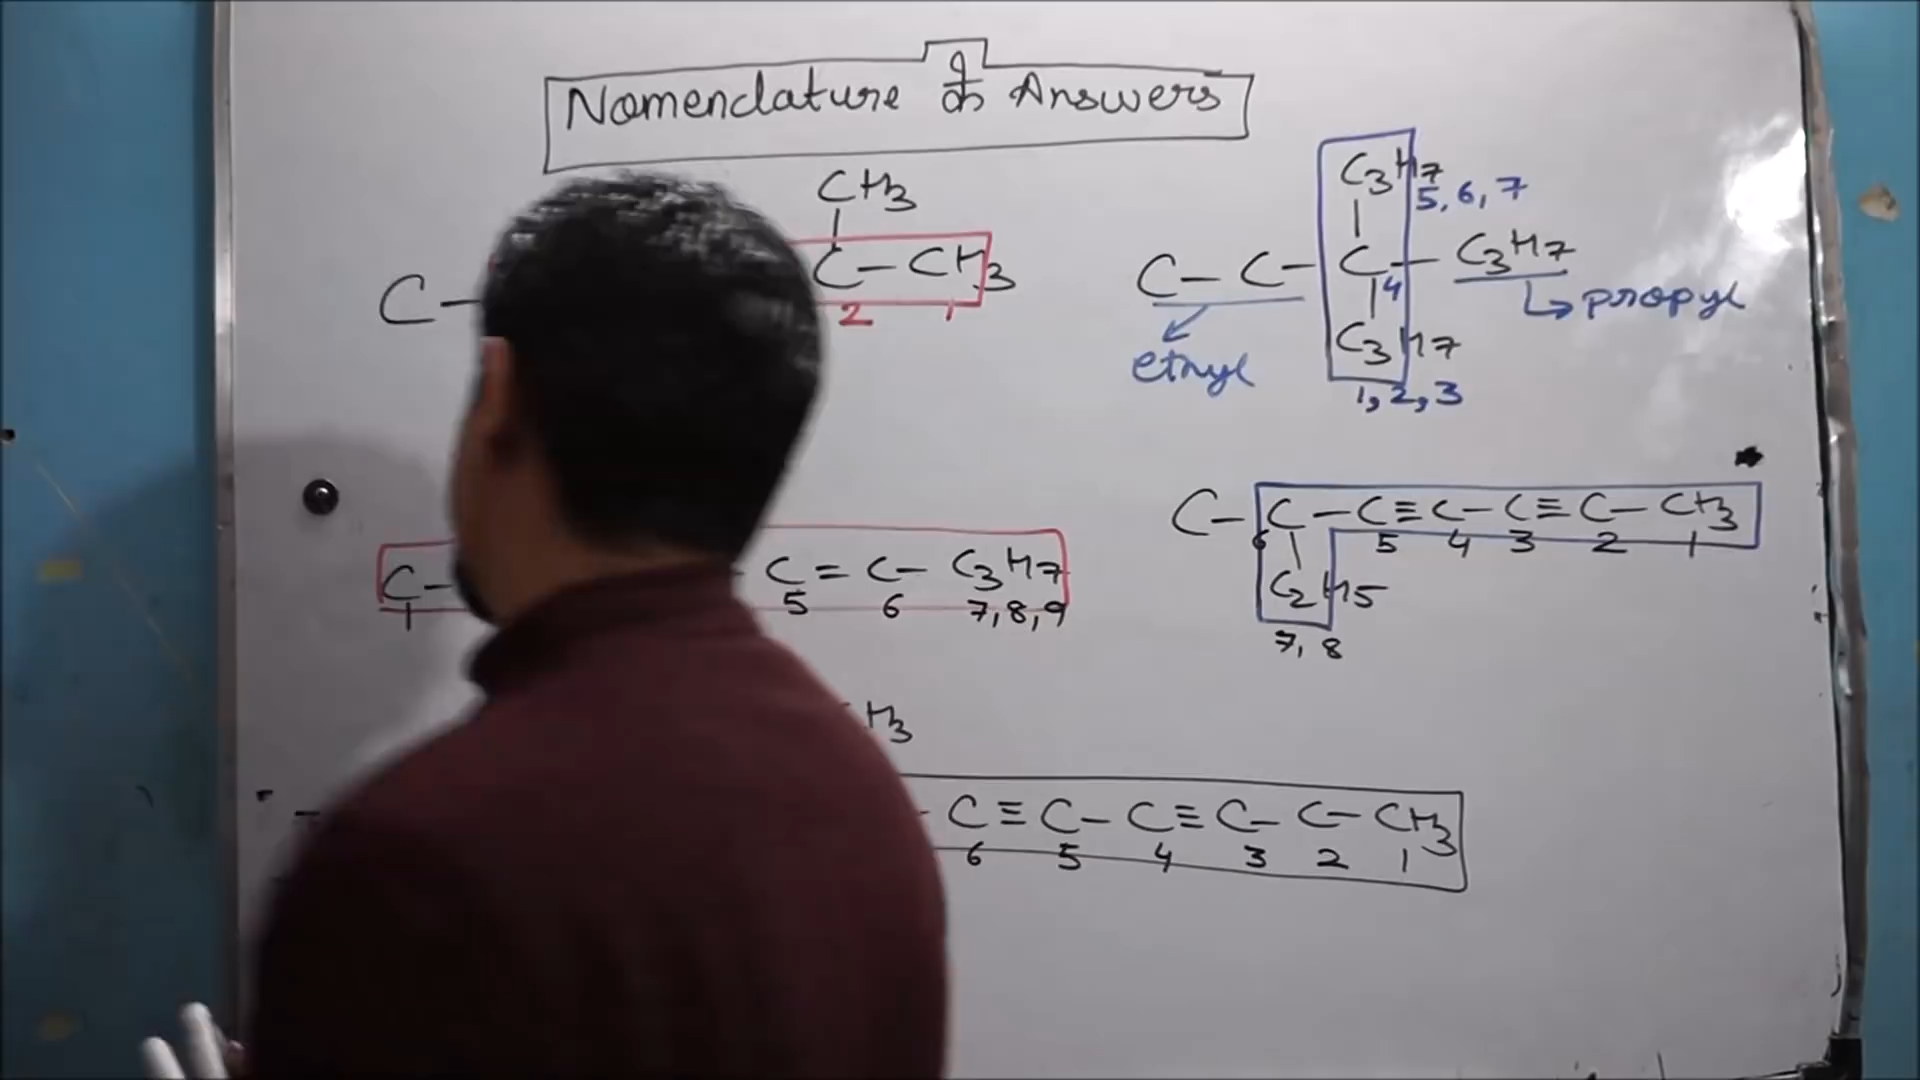 Nomenclature के Answers
CH3
C –
C – CH3
2 1
C3H7
5, 6, 7
C – C – C – C3H7
4
propyl
ethyl
C3H7
1, 2, 3
C – C – C ≡ C – C ≡ C – CH3
6 5 4 3 2 1
C2H5
7, 8
C –
C = C – C3H7
1 5 6 7, 8, 9
H3
– C ≡ C – C ≡ C – C – CH3
6 5 4 3 2 1